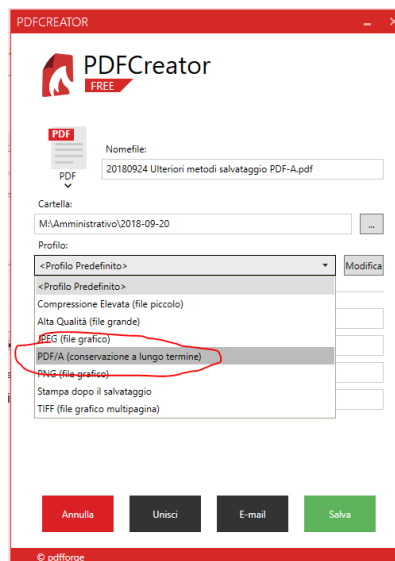 PDFCREATOR
PDFCreator
FREE
PDF
PDF
Nomefile:
20180924 Ulteriori metodi salvataggio PDF-A.pdf
Cartella:
M:\Amministrativo\2018-09-20
...
Profilo:
<Profilo Predefinito>
Modifica
<Profilo Predefinito>
Compressione Elevata (file piccolo)
Alta Qualità (file grande)
JPEG (file grafico)
PDF/A (conservazione a lungo termine)
PNG (file grafico)
Stampa dopo il salvataggio
TIFF (file grafico multipagina)
Annulla
Unisci
E-mail
Salva
© pdfforge